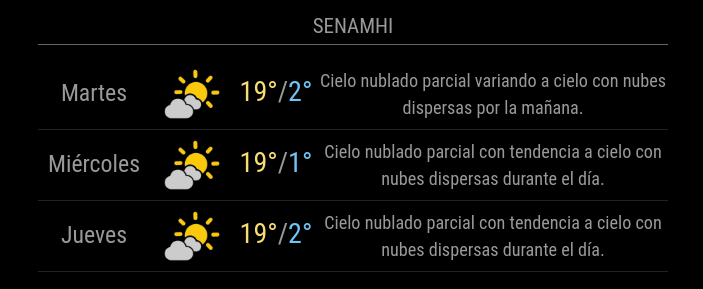 SENAMHI
Martes 19°/2° Cielo nublado parcial variando a cielo con nubes
dispersas por la mañana.
Miércoles 19°/1° Cielo nublado parcial con tendencia a cielo con
nubes dispersas durante el día.
Jueves 19°/2° Cielo nublado parcial con tendencia a cielo con
nubes dispersas durante el día.